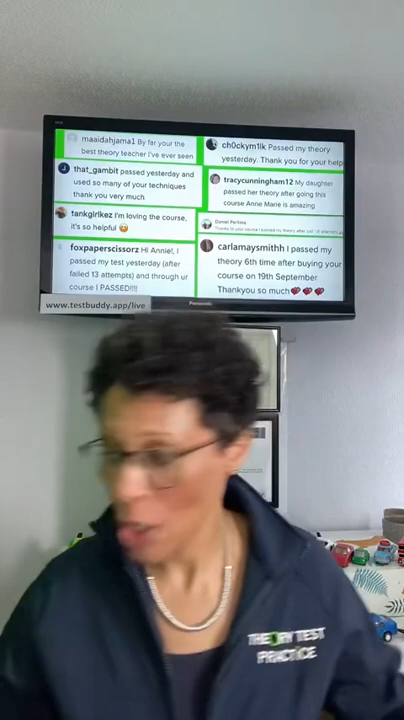 maaidahjama1 By far your the
best theory teacher I've ever seen
that_gambit passed yesterday and
used so many of your techniques
thank you very much
tankgirlkez I'm loving the course,
it's so helpful 😅
foxpaperscissorz Hi Annie!, I
passed my test yesterday (after
failed 13 attempts) and through ur
course I PASSED!!!!
ch0ckym1lk Passed my theory
yesterday. Thank you for your help
tracycunningham12 My daughter
passed her theory after going this
course Anne Marie is amazing
Daniel Perkins
carlamaysmithh I passed my
theory 6th time after buying your
course on 19th September
Thankyou so much💓💓💓
www.testbuddy.app/live
Panasonic
THEORY TEST
PRACTICE